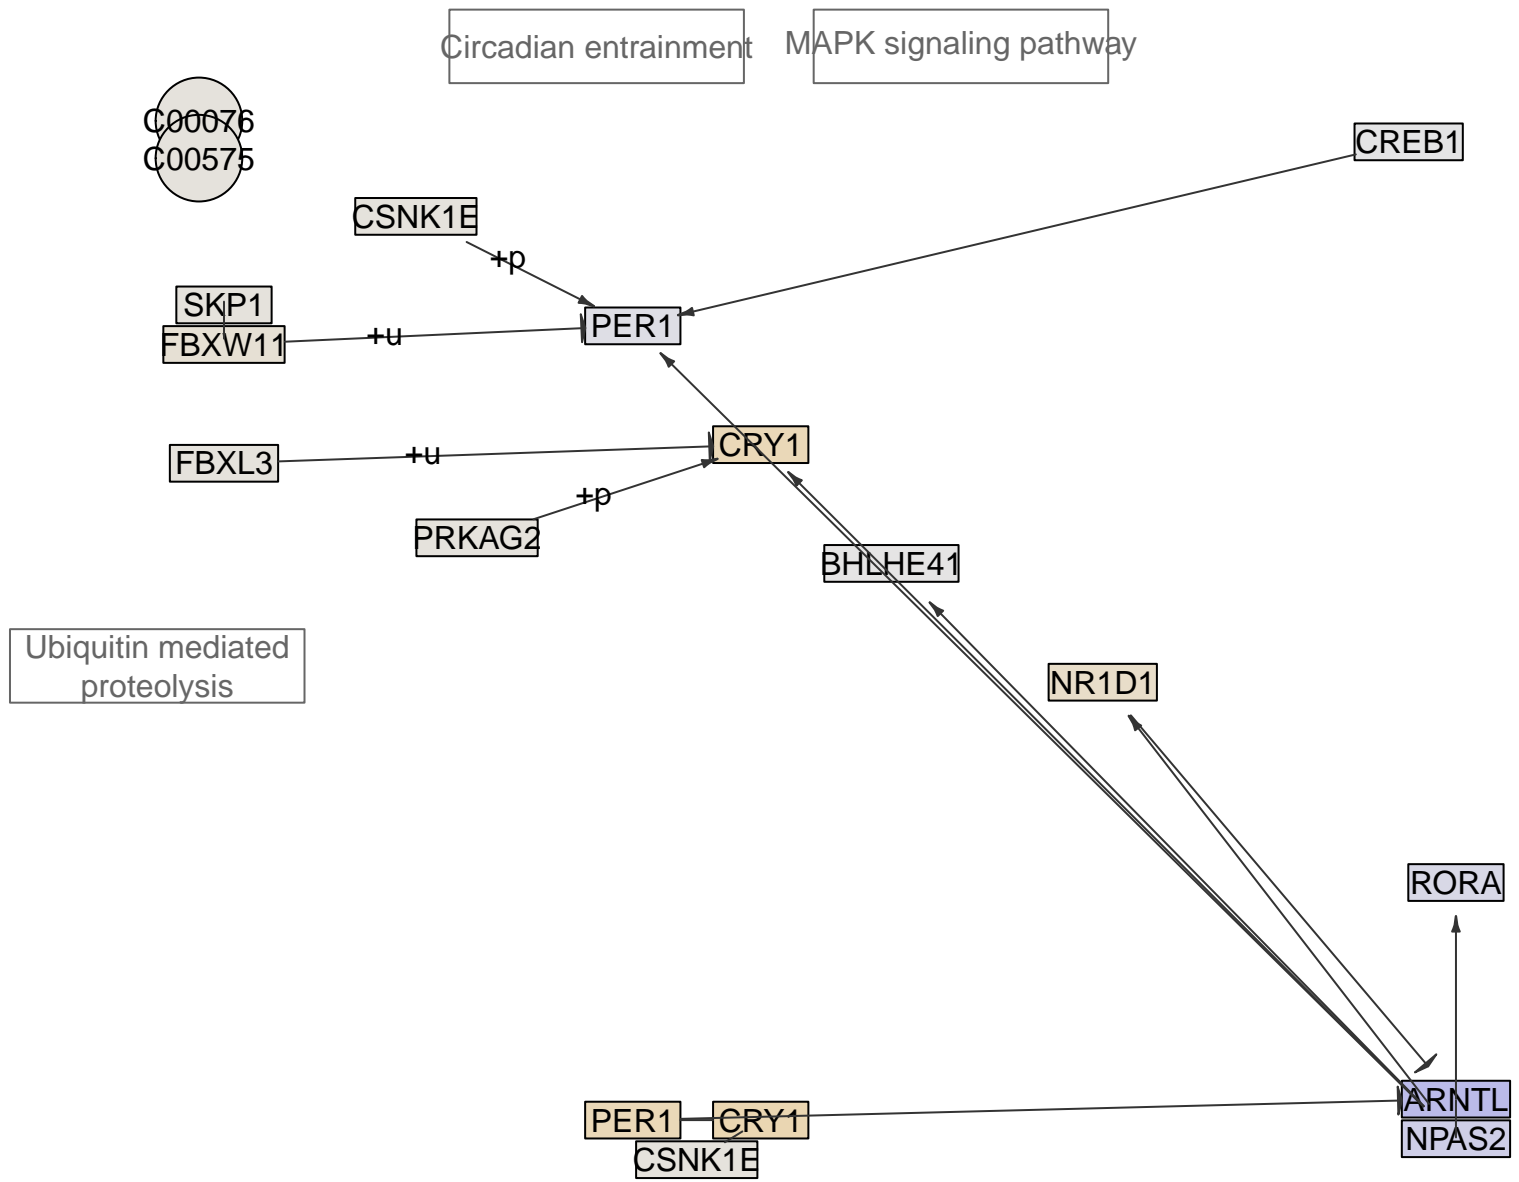 Circadian entrainment
MAPK signaling pathway
C00076
CREB1
C00575
CSNK1E
+p
SKP1
PER1
FBXW11
+u
CRY1
FBXL3
+u
+p
PRKAG2
BHLHE41
Ubiquitin mediated
proteolysis
NR1D1
RORA
ARNTL
PER1
CRY1
NPAS2
CSNK1E